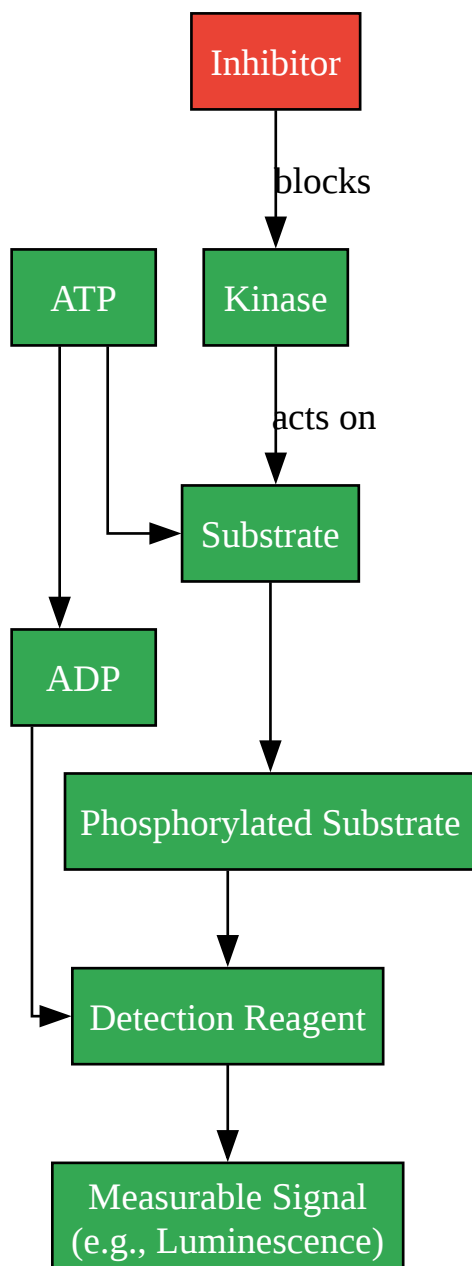 Inhibitor
blocks
ATP
Kinase
acts on
Substrate
ADP
Phosphorylated Substrate
Detection Reagent
Measurable Signal
(e.g., Luminescence)